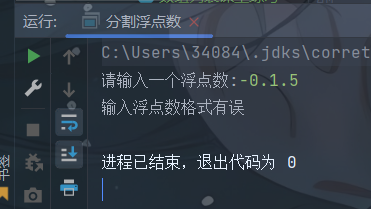 运行: 分割浮点数
C:\Users\34084\.jdks\corret
请输入一个浮点数:-0.1.5
输入浮点数格式有误
进程已结束，退出代码为 0